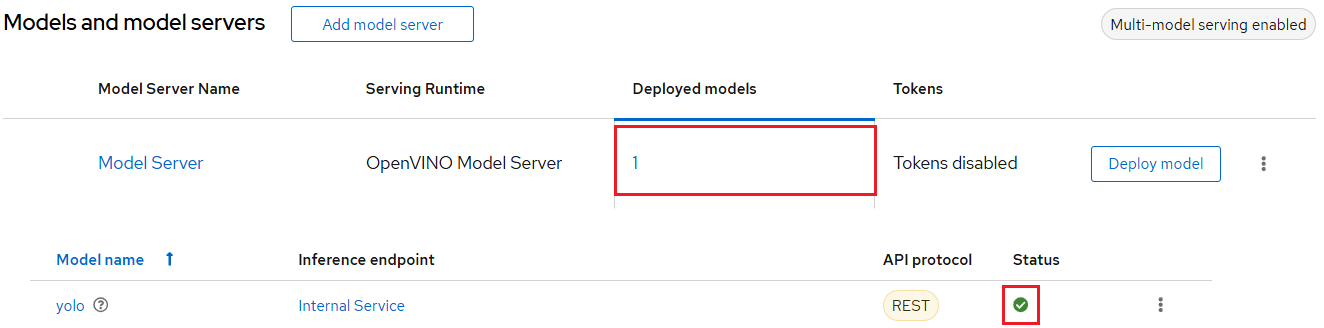 Models and model servers Add model server Multi-model serving enabled
Model Server Name Serving Runtime Deployed models Tokens
Model Server OpenVINO Model Server 1 Tokens disabled Deploy model
Model name Inference endpoint API protocol Status
yolo Internal Service REST